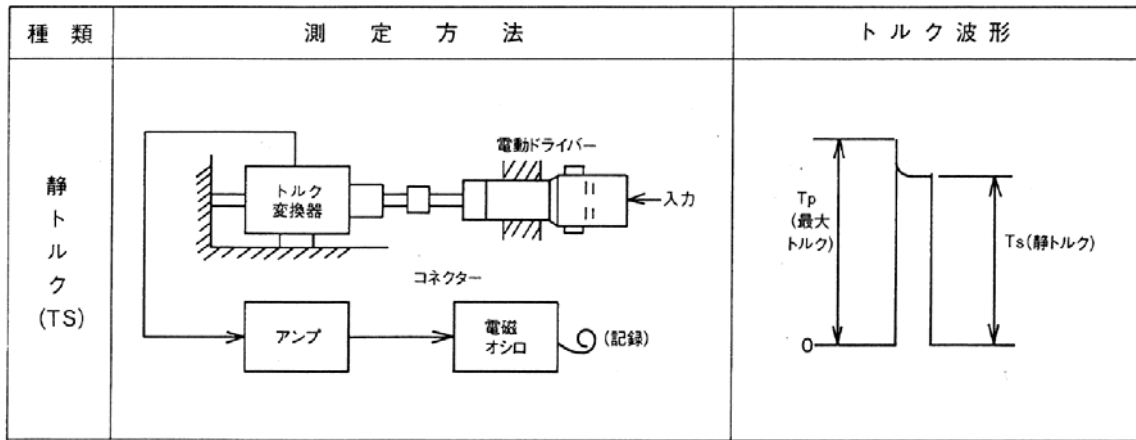 種類
測定方法
トルク波形
静トルク
(TS)
電動ドライバー
トルク
変換器
入力
コネクター
アンプ
電磁
オシロ
(記録)
Tp
(最大
トルク)
Ts(静トルク)
0